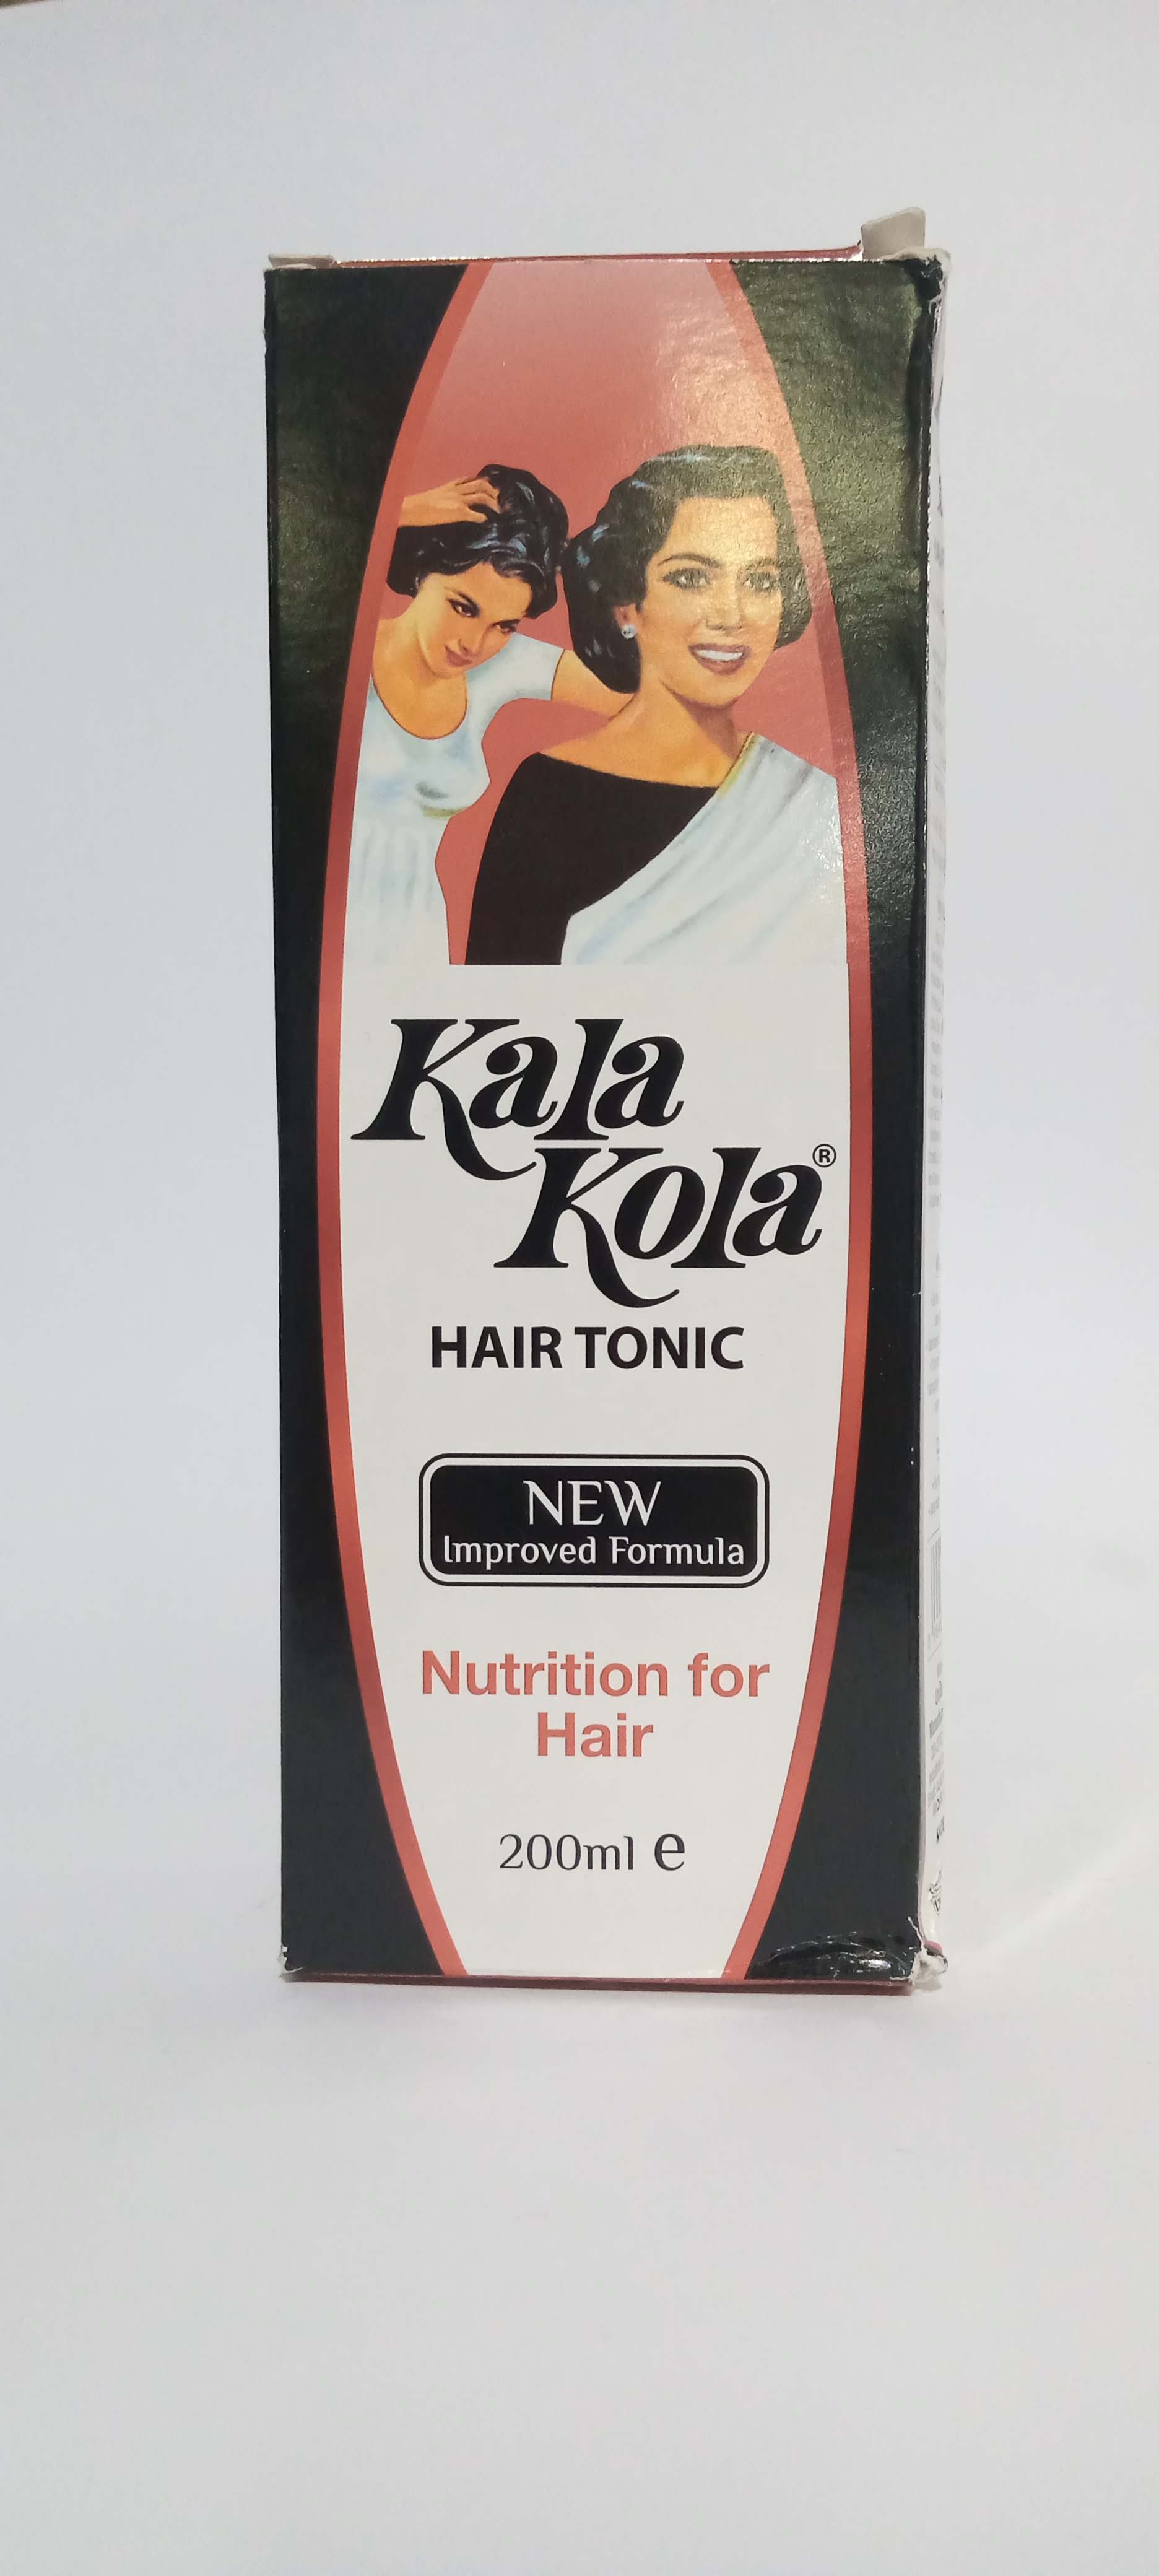 Kala
Kola®
HAIR TONIC
NEW
Improved Formula
Nutrition for
Hair
200ml e